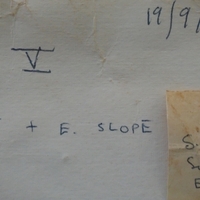 19/9/
V
+ E. SLOPE
S.
E